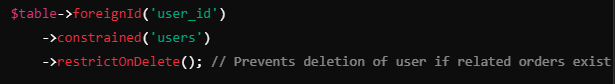 $table->foreignId('user_id')
->constrained('users')
->restrictOnDelete(); // Prevents deletion of user if related orders exist